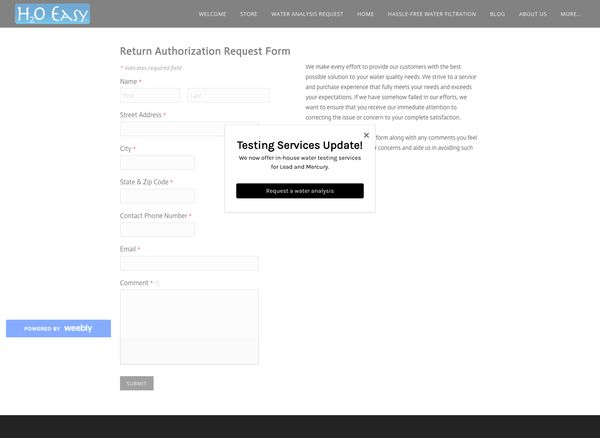 H2O Easy
WELCOME STORE WATER ANALYSIS REQUEST HOME HASSLE-FREE WATER FILTRATION BLOG ABOUT US MORE...
Return Authorization Request Form
* Indicates required field
Name *
First Last
Street Address *
City *
State & Zip Code *
Contact Phone Number *
Email *
Comment *
SUBMIT
We make every effort to provide our customers with the best
possible solution to your water quality needs. We strive to a service
and purchase experience that fully meets your needs and exceeds
your expectations. If we have somehow failed in our efforts, we
want to ensure that you receive our immediate attention to
correcting the issue or concern to your complete satisfaction.
form along with any comments you feel
concerns and aide us in avoiding such
Testing Services Update!
We now offer in-house water testing services
for Lead and Mercury.
Request a water analysis
POWERED BY weebly